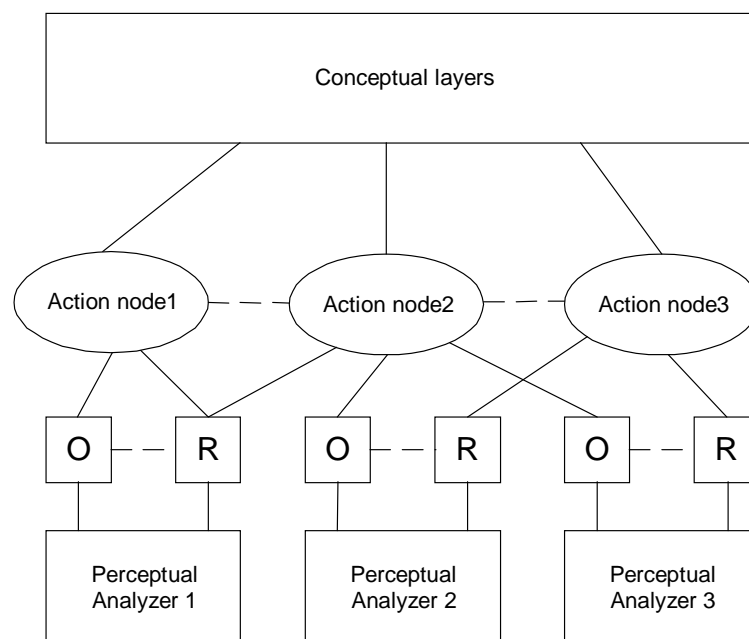 Conceptual layers
Action node1
Action node2
Action node3
O
R
O
R
O
R
Perceptual
Analyzer 1
Perceptual
Analyzer 2
Perceptual
Analyzer 3